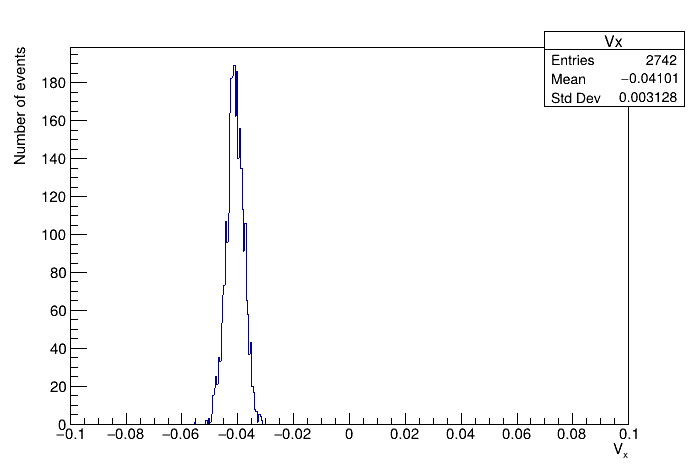 Vx
Entries 2742
Mean −0.04101
Std Dev 0.003128
Number of events
180
160
140
120
100
80
60
40
20
0
−0.1 −0.08 −0.06 −0.04 −0.02 0 0.02 0.04 0.06 0.08 0.1
Vx